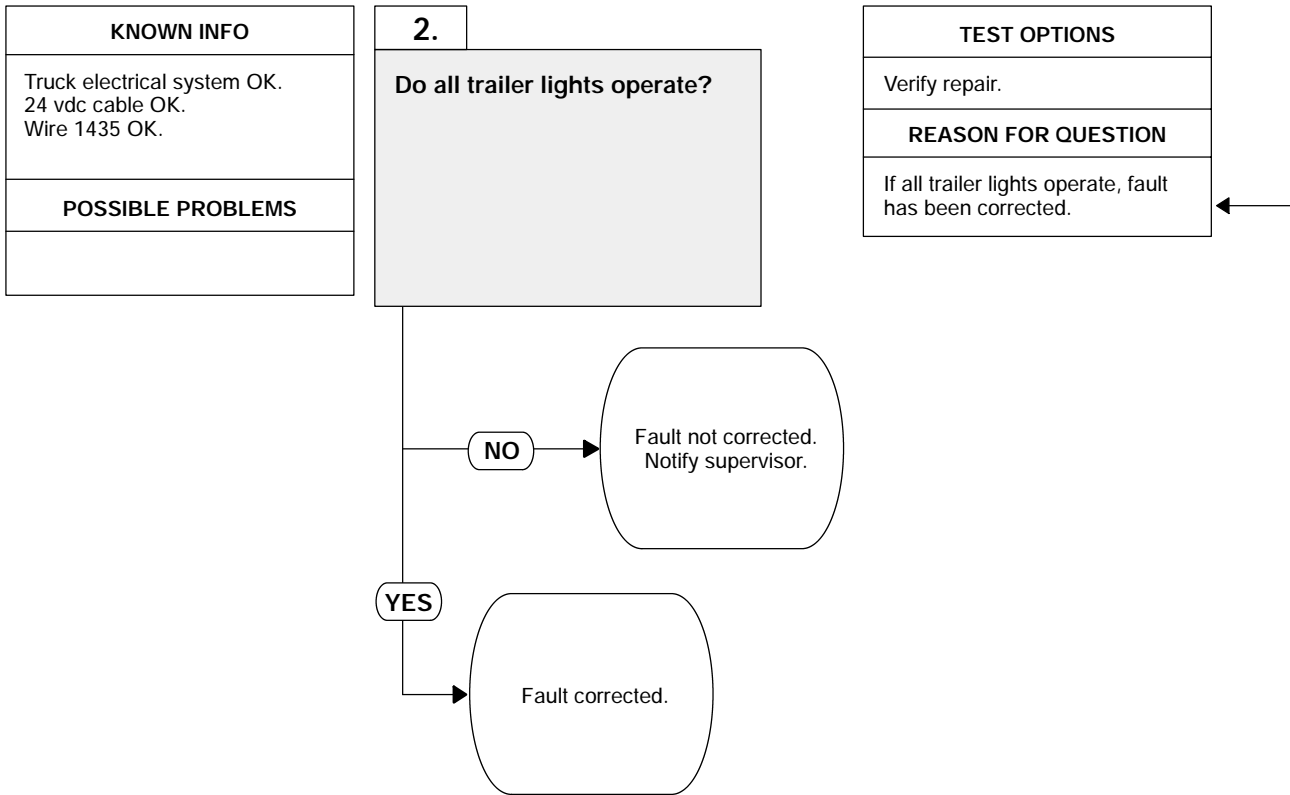 KNOWN INFO
Truck electrical system OK.
24 vdc cable OK.
Wire 1435 OK.
POSSIBLE PROBLEMS
2.
Do all trailer lights operate?
TEST OPTIONS
Verify repair.
REASON FOR QUESTION
If all trailer lights operate, fault
has been corrected.
NO
Fault not corrected.
Notify supervisor.
YES
Fault corrected.